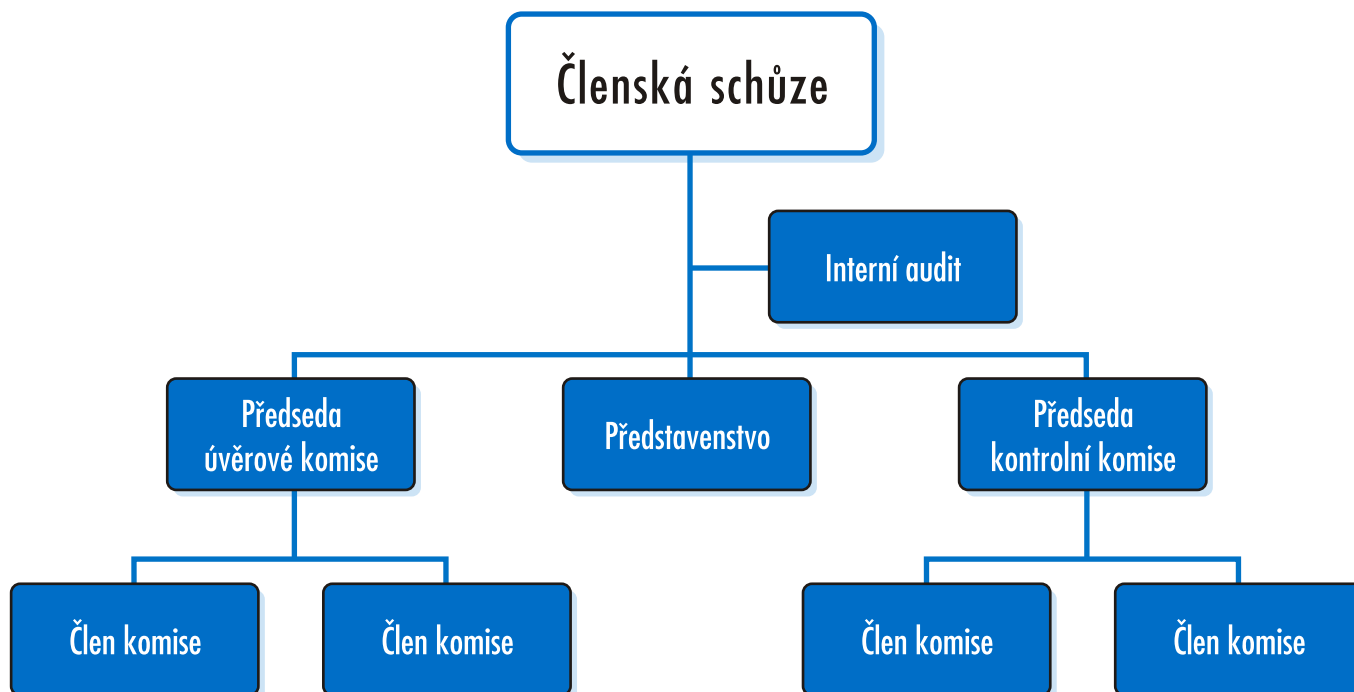 Členská schůze
Interní audit
Předseda
úvěrové komise
Představenstvo
Předseda
kontrolní komise
Člen komise
Člen komise
Člen komise
Člen komise